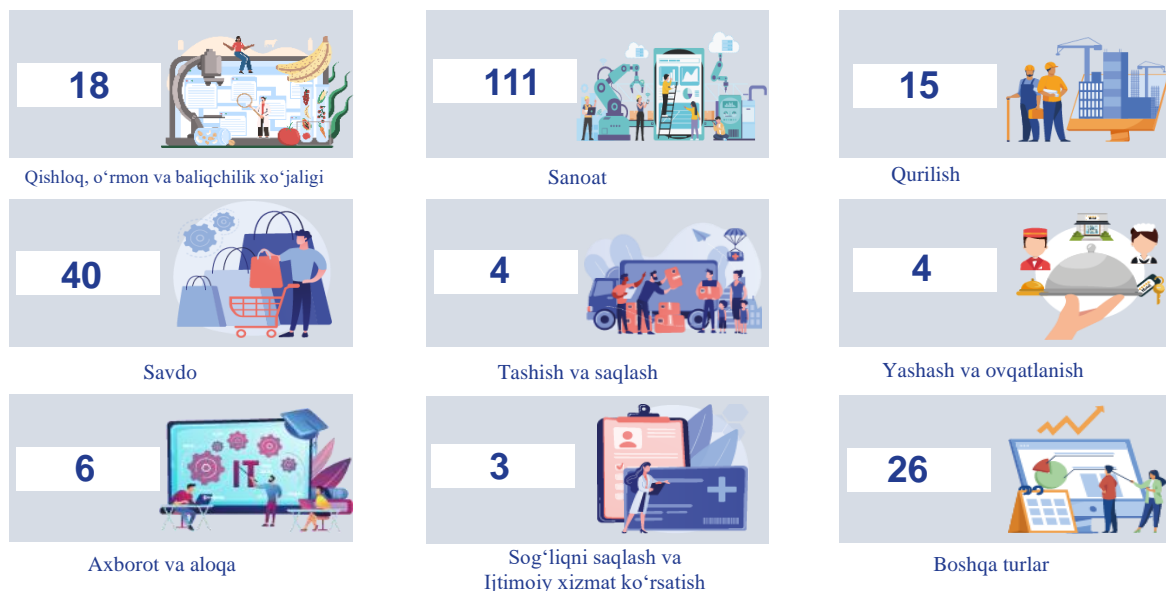 18
111
15
Qishloq, o‘rmon va baliqchilik xo‘jaligi
Sanoat
Qurilish
40
4
4
Savdo
Tashish va saqlash
Yashash va ovqatlanish
6
IT
3
26
Axborot va aloqa
Sog‘liqni saqlash va
Ijtimoiy xizmat ko‘rsatish
Boshqa turlar